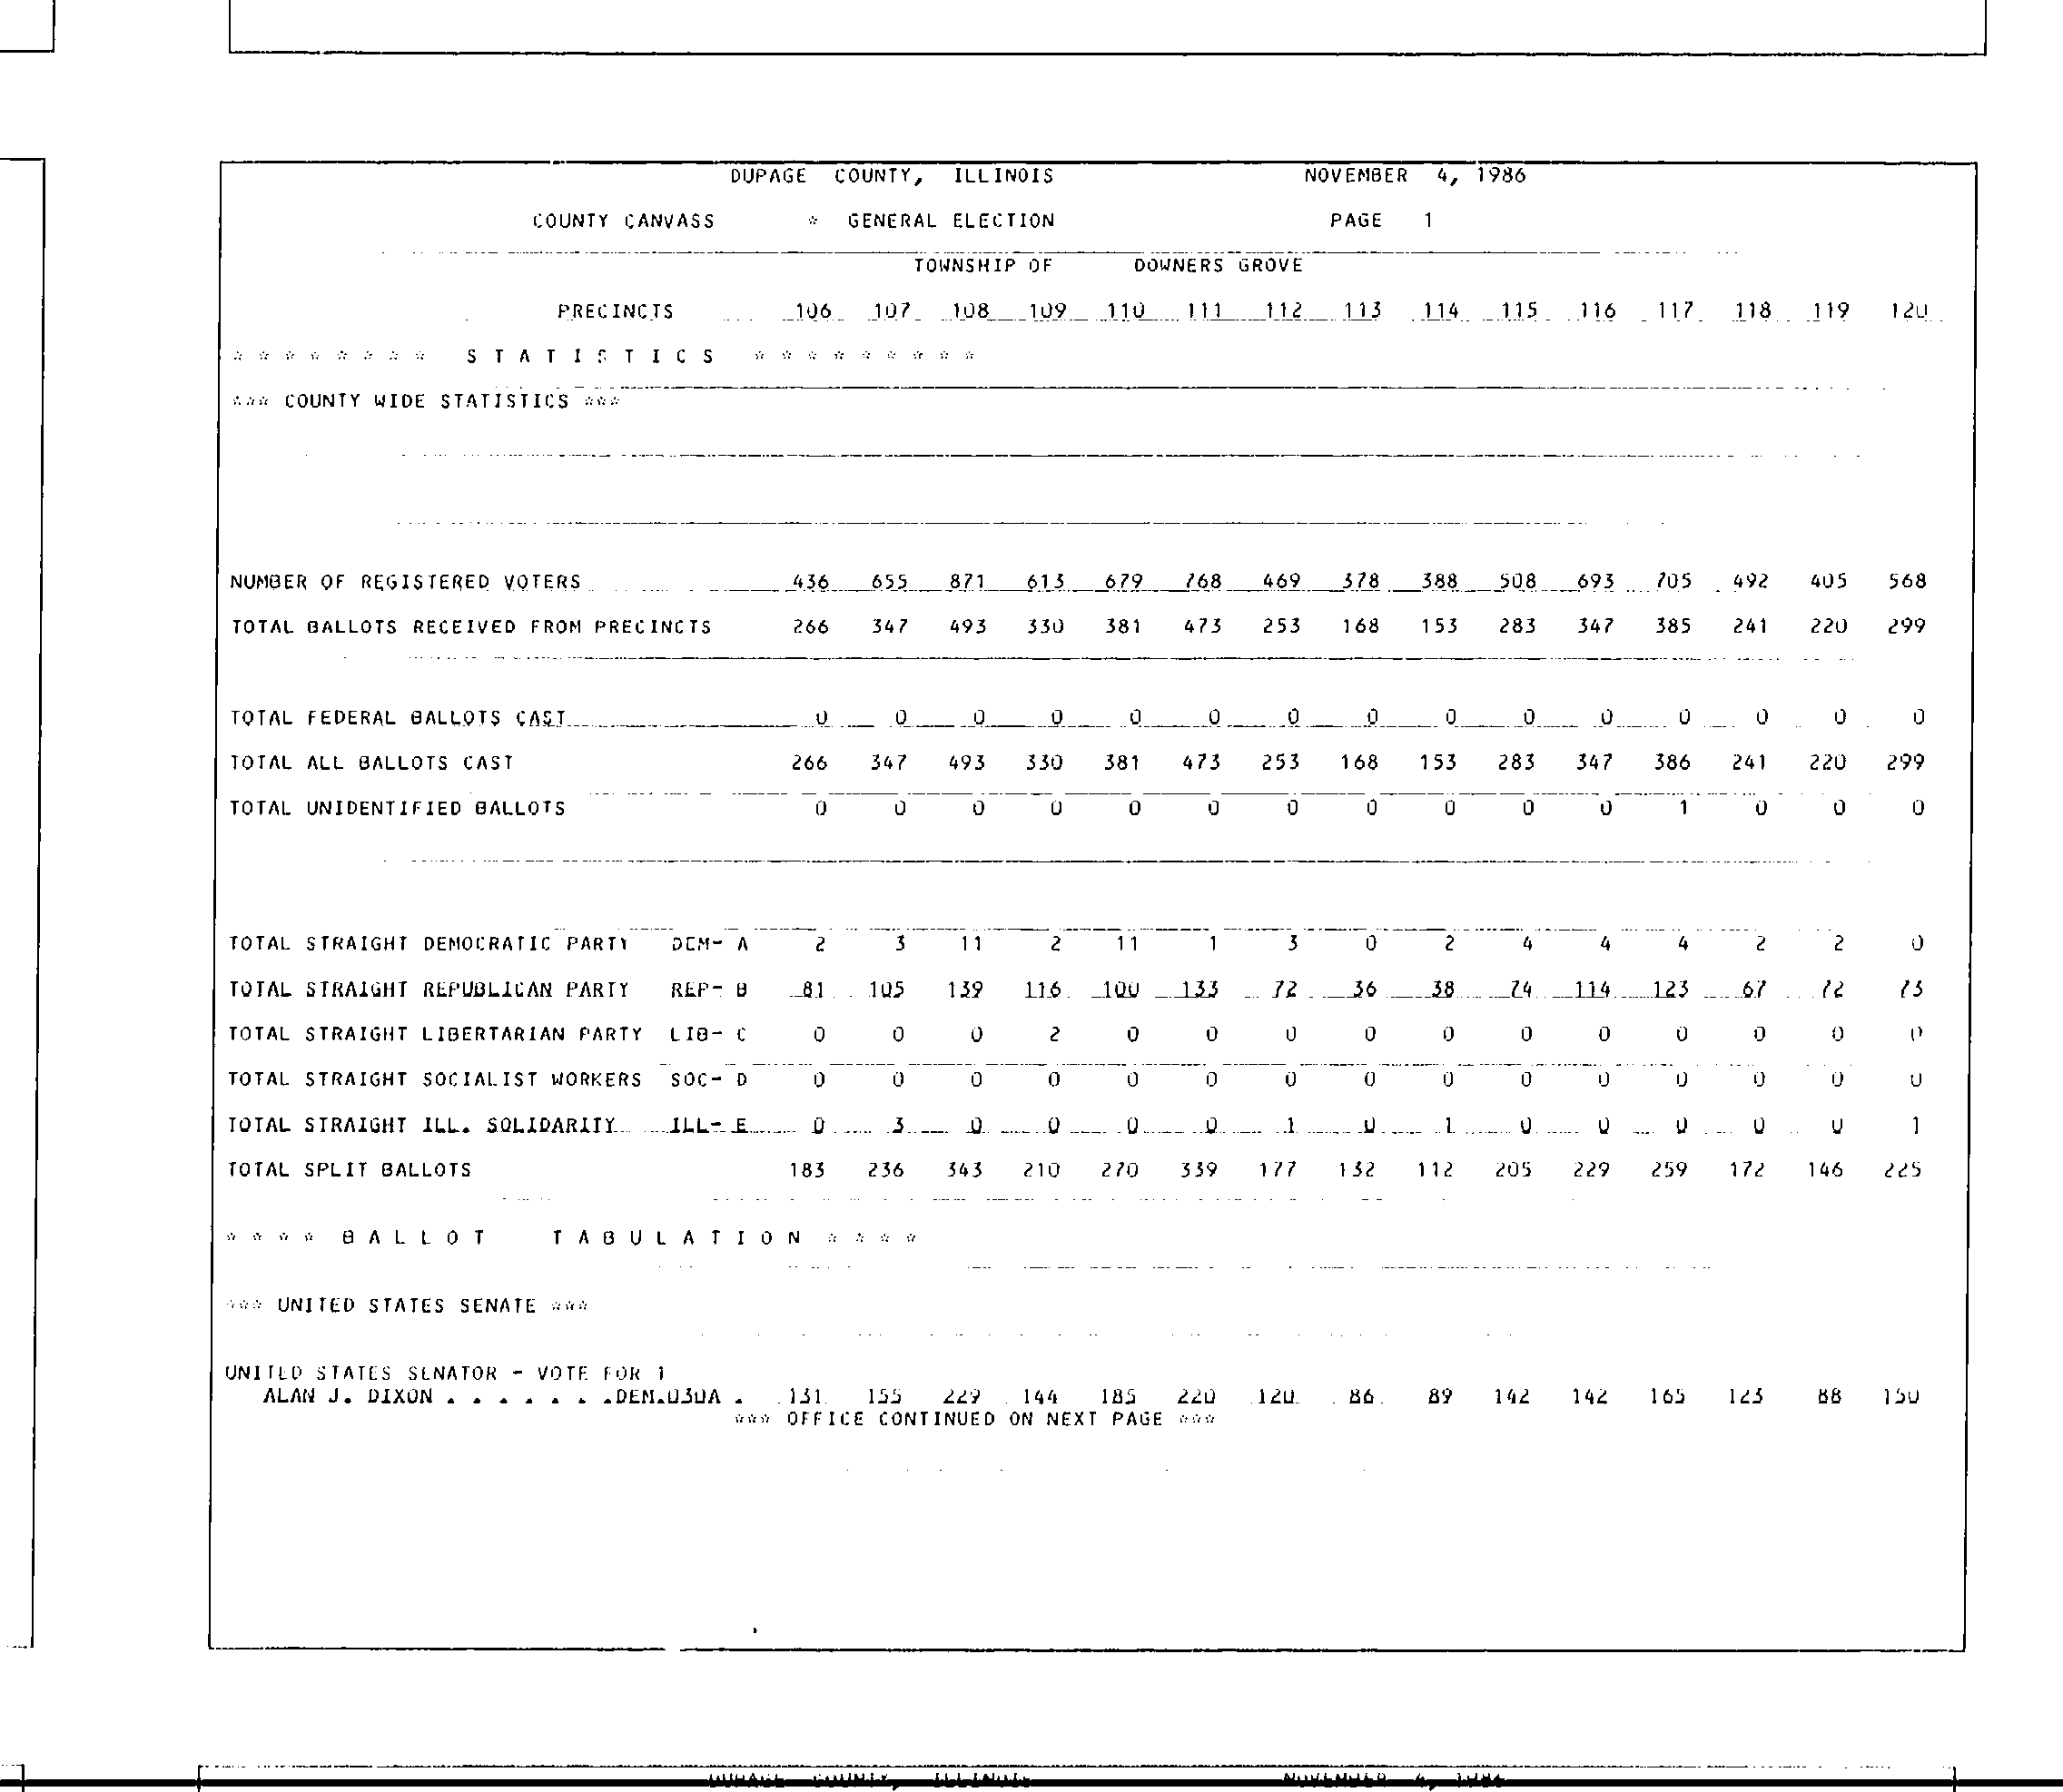 DUPAGE COUNTY, ILLINOIS NOVEMBER 4, 1986
COUNTY CANVASS * GENERAL ELECTION PAGE 1
TOWNSHIP OF DOWNERS GROVE
PRECINCTS 106 107 108 109 110 111 112 113 114 115 116 117 118 119 120
* * * * * * * * S T A T I S T I C S * * * * * * * * *
*** COUNTY WIDE STATISTICS ***
NUMBER OF REGISTERED VOTERS 436 655 871 613 679 768 469 378 388 508 693 705 492 405 568
TOTAL BALLOTS RECEIVED FROM PRECINCTS 266 347 493 330 381 473 253 168 153 283 347 385 241 220 299
TOTAL FEDERAL BALLOTS CAST 0 0 0 0 0 0 0 0 0 0 0 0 0 0 0
TOTAL ALL BALLOTS CAST 266 347 493 330 381 473 253 168 153 283 347 386 241 220 299
TOTAL UNIDENTIFIED BALLOTS 0 0 0 0 0 0 0 0 0 0 0 1 0 0 0
TOTAL STRAIGHT DEMOCRATIC PARTY DEM- A 2 3 11 2 11 1 3 0 2 4 4 4 2 2 0
TOTAL STRAIGHT REPUBLICAN PARTY REP- B 81 105 139 116 100 133 72 36 38 74 114 123 67 72 73
TOTAL STRAIGHT LIBERTARIAN PARTY LIB- C 0 0 0 2 0 0 0 0 0 0 0 0 0 0 0
TOTAL STRAIGHT SOCIALIST WORKERS SOC- D 0 0 0 0 0 0 0 0 0 0 0 0 0 0 0
TOTAL STRAIGHT ILL. SOLIDARITY ILL- E 0 3 0 0 0 0 1 0 1 0 0 0 0 0 1
TOTAL SPLIT BALLOTS 183 236 343 210 270 339 177 132 112 205 229 259 172 146 225
* * * * B A L L O T T A B U L A T I O N * * * *
*** UNITED STATES SENATE ***
UNITED STATES SENATOR - VOTE FOR 1
ALAN J. DIXON . . . . . . .DEM.030A . 131 155 229 144 185 220 120 86 89 142 142 165 123 88 150
*** OFFICE CONTINUED ON NEXT PAGE ***
DUPAGE COUNTY, ILLINOIS NOVEMBER 4, 1986